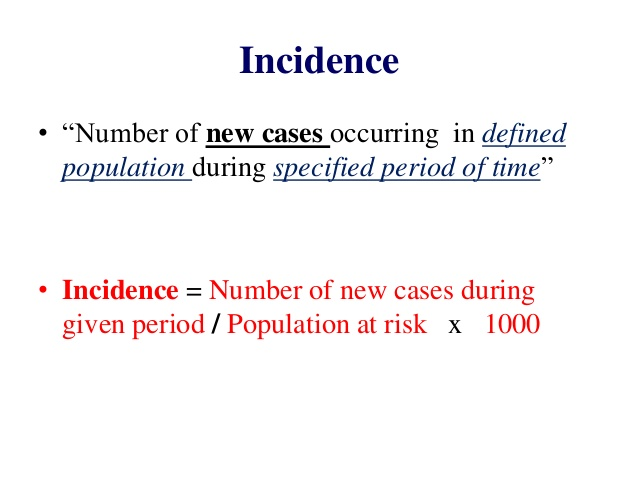 Incidence
• “Number of new cases occurring in defined
population during specified period of time”
• Incidence = Number of new cases during
given period / Population at risk x 1000